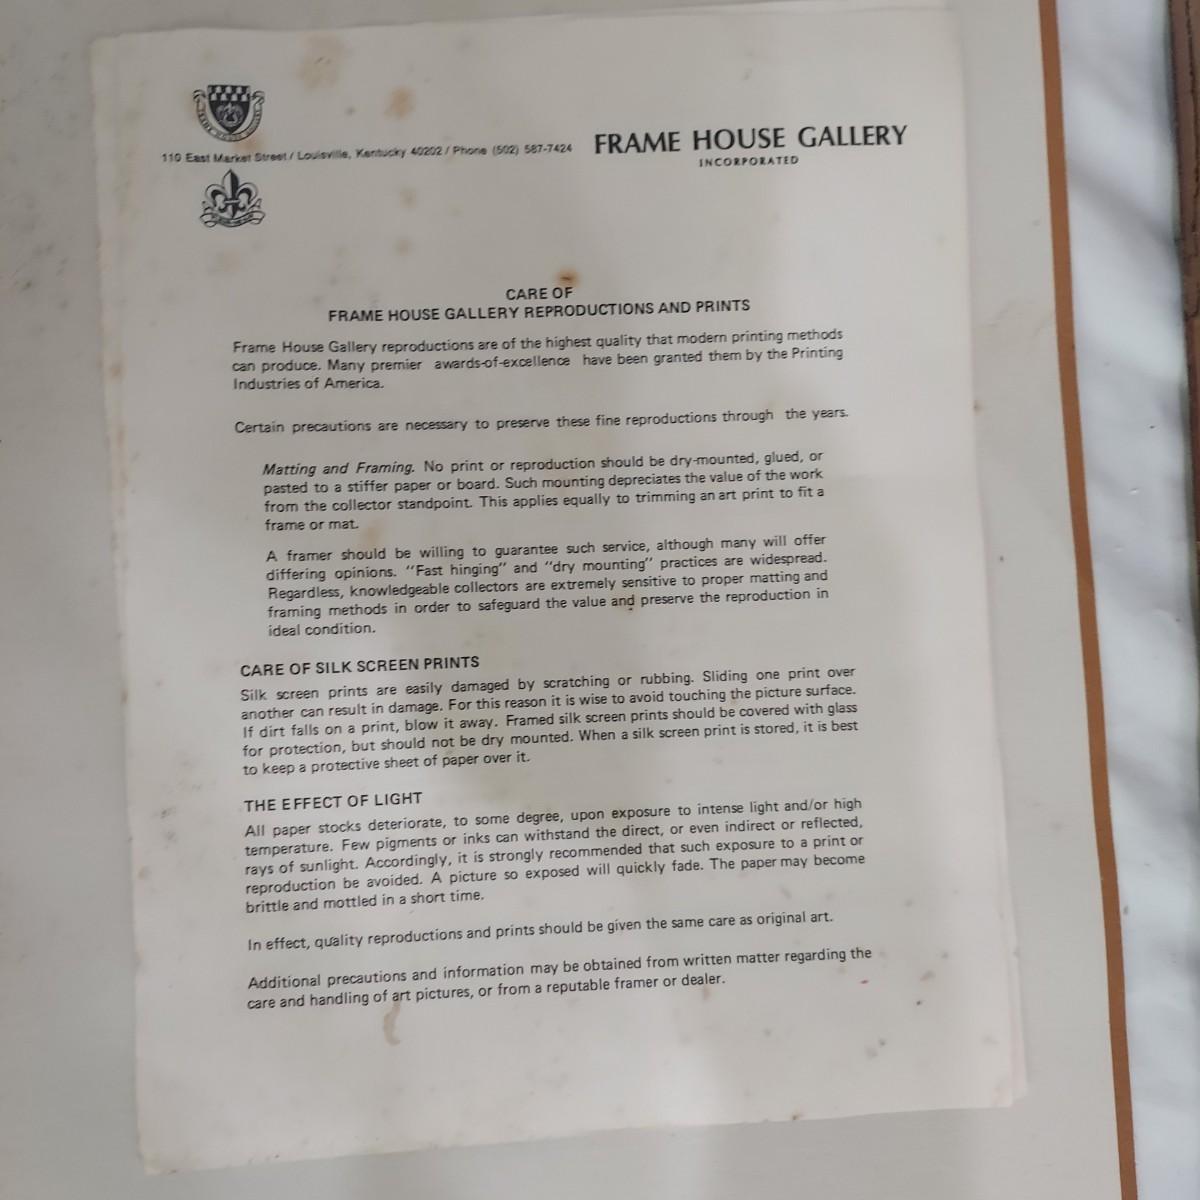 110 East Market Street / Louisville, Kentucky 40202 / Phone (502) 587-7424
FRAME HOUSE GALLERY
INCORPORATED
CARE OF
FRAME HOUSE GALLERY REPRODUCTIONS AND PRINTS
Frame House Gallery reproductions are of the highest quality that modern printing methods
can produce. Many premier awards-of-excellence have been granted them by the Printing
Industries of America.
Certain precautions are necessary to preserve these fine reproductions through the years.
Matting and Framing. No print or reproduction should be dry-mounted, glued, or
pasted to a stiffer paper or board. Such mounting depreciates the value of the work
from the collector standpoint. This applies equally to trimming an art print to fit a
frame or mat.
A framer should be willing to guarantee such service, although many will offer
differing opinions. "Fast hinging" and "dry mounting" practices are widespread.
Regardless, knowledgeable collectors are extremely sensitive to proper matting and
framing methods in order to safeguard the value and preserve the reproduction in
ideal condition.
CARE OF SILK SCREEN PRINTS
Silk screen prints are easily damaged by scratching or rubbing. Sliding one print over
another can result in damage. For this reason it is wise to avoid touching the picture surface.
If dirt falls on a print, blow it away. Framed silk screen prints should be covered with glass
for protection, but should not be dry mounted. When a silk screen print is stored, it is best
to keep a protective sheet of paper over it.
THE EFFECT OF LIGHT
All paper stocks deteriorate, to some degree, upon exposure to intense light and/or high
temperature. Few pigments or inks can withstand the direct, or even indirect or reflected,
rays of sunlight. Accordingly, it is strongly recommended that such exposure to a print or
reproduction be avoided. A picture so exposed will quickly fade. The paper may become
brittle and mottled in a short time.
In effect, quality reproductions and prints should be given the same care as original art.
Additional precautions and information may be obtained from written matter regarding the
care and handling of art pictures, or from a reputable framer or dealer.